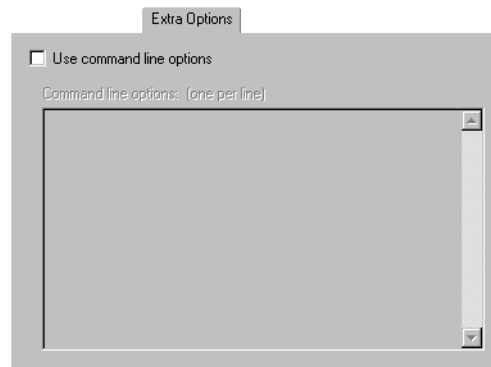 Extra Options
Use command line options
Command line options: (one per line)